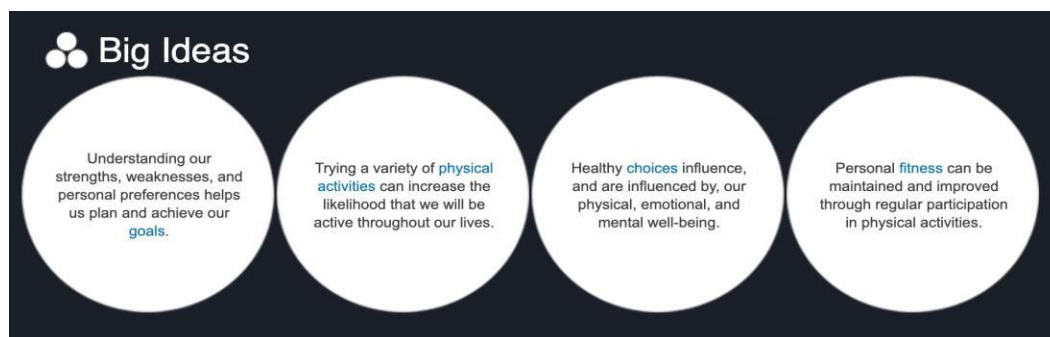 Big Ideas
Understanding our
strengths, weaknesses, and
personal preferences helps
us plan and achieve our
goals.
Trying a variety of physical
activities can increase the
likelihood that we will be
active throughout our lives.
Healthy choices influence,
and are influenced by, our
physical, emotional, and
mental well-being.
Personal fitness can be
maintained and improved
through regular participation
in physical activities.